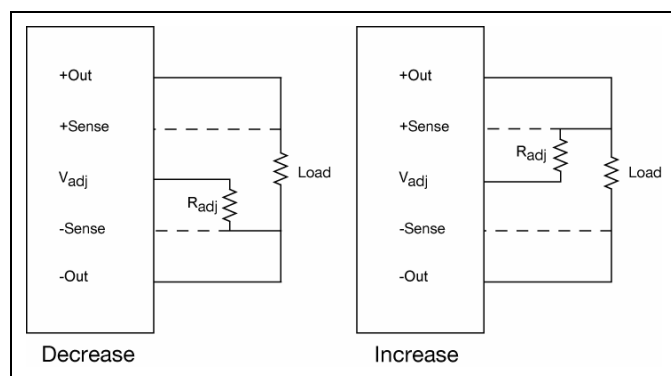 +Out
+Sense
Vadj
Radj
-Sense
-Out
Load
Decrease
+Out
+Sense
Radj
Vadj
-Sense
-Out
Load
Increase